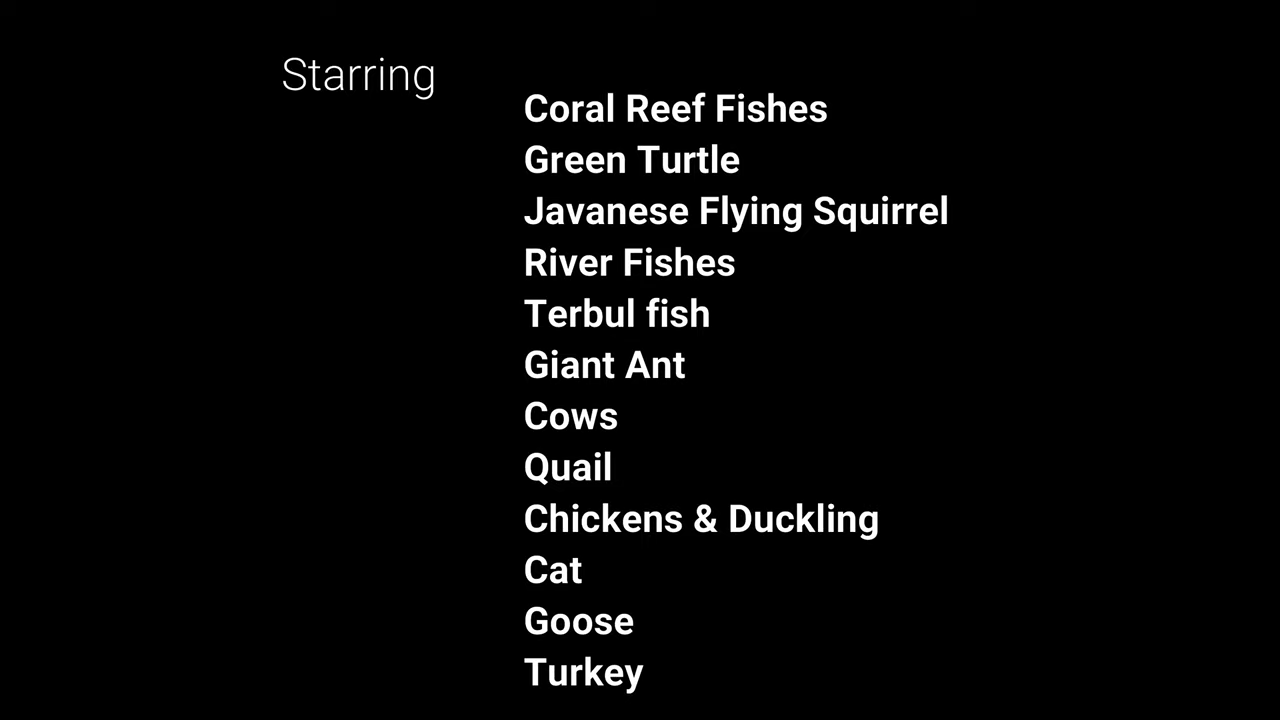 Starring
Coral Reef Fishes
Green Turtle
Javanese Flying Squirrel
River Fishes
Terbul fish
Giant Ant
Cows
Quail
Chickens & Duckling
Cat
Goose
Turkey